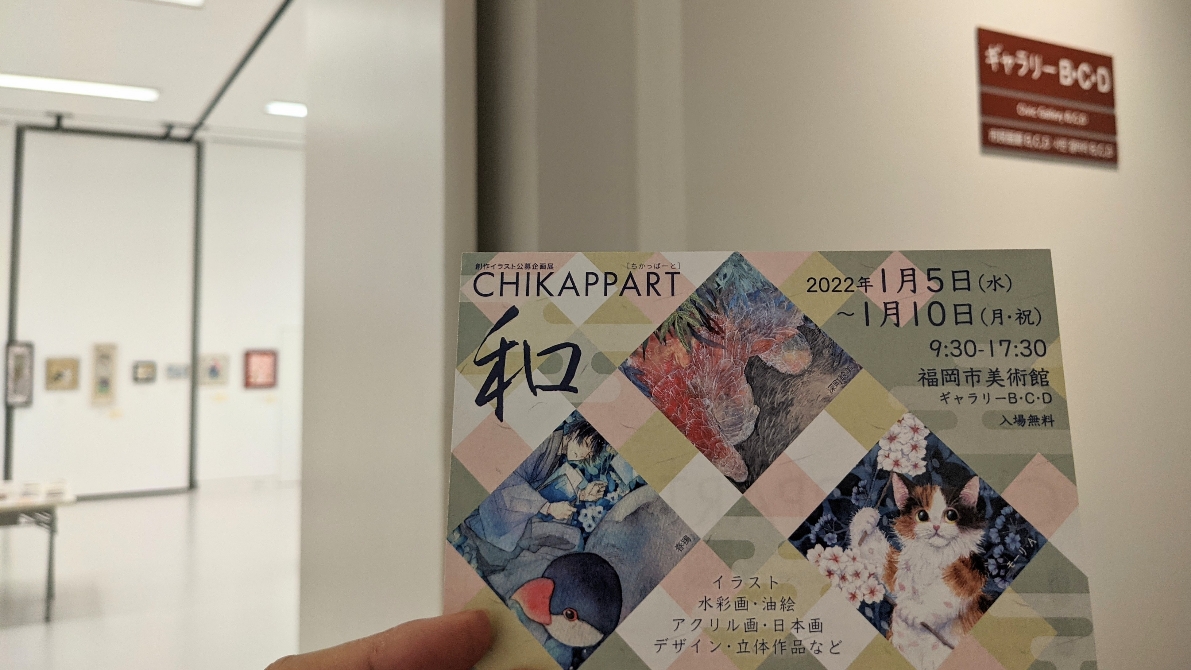 ギャラリー B・C・D
Civic Gallery B,C,D
創作イラスト公募企画展
[ちかっぱーと]
CHIKAPPART
和
2022年1月5日(水)
~1月10日(月・祝)
9:30-17:30
福岡市美術館
ギャラリーB・C・D
入場無料
イラスト
水彩画・油絵
アクリル画・日本画
デザイン・立体作品など